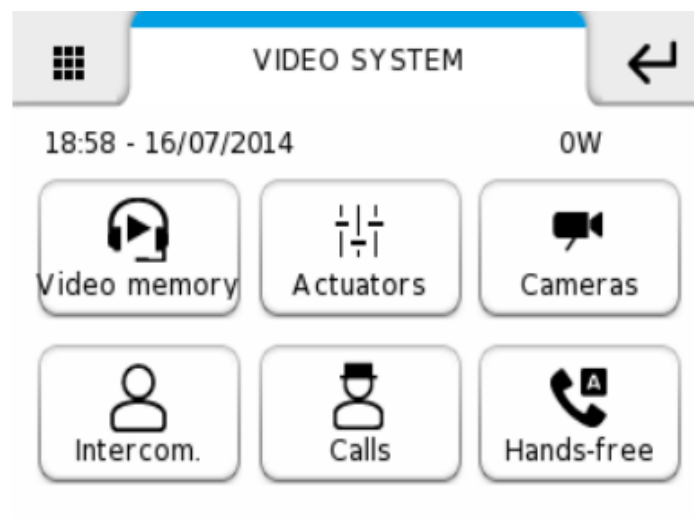 VIDEO SYSTEM
18:58 - 16/07/2014 0W
Video memory Actuators Cameras
A
Intercom. Calls Hands-free